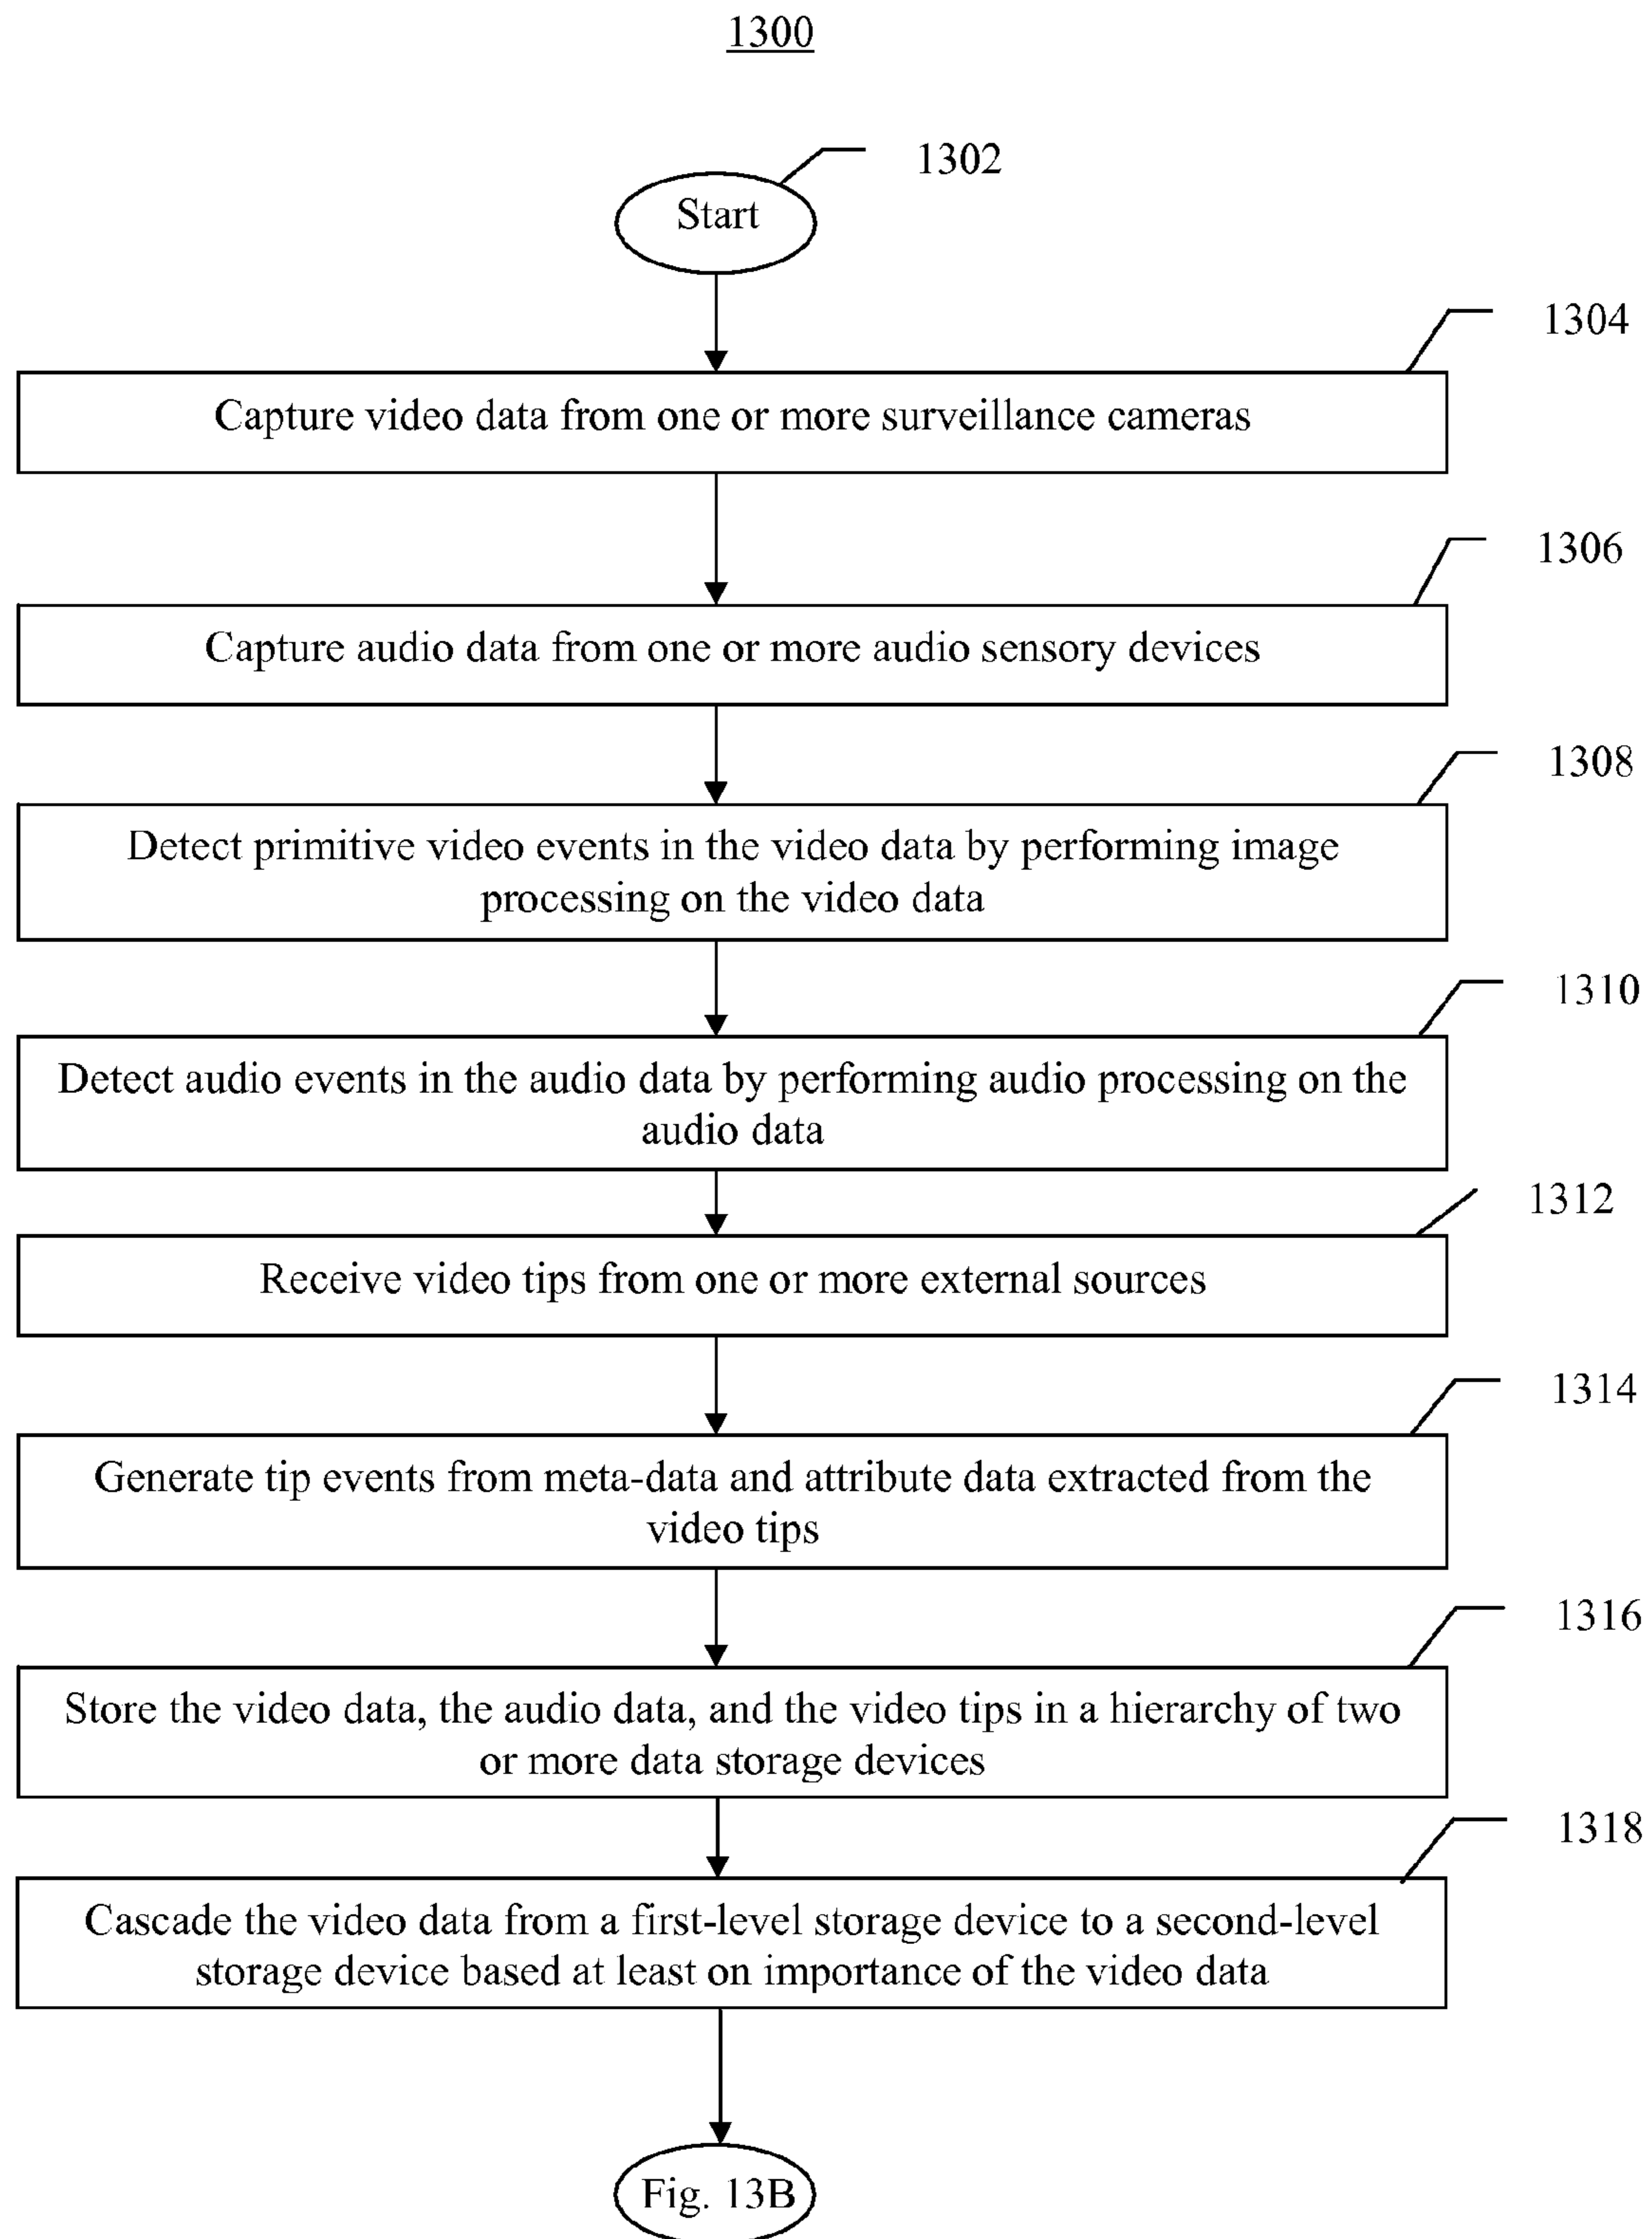 1300
1302
Start
1304
Capture video data from one or more surveillance cameras
1306
Capture audio data from one or more audio sensory devices
1308
Detect primitive video events in the video data by performing image
processing on the video data
1310
Detect audio events in the audio data by performing audio processing on the
audio data
1312
Receive video tips from one or more external sources
1314
Generate tip events from meta-data and attribute data extracted from the
video tips
1316
Store the video data, the audio data, and the video tips in a hierarchy of two
or more data storage devices
1318
Cascade the video data from a first-level storage device to a second-level
storage device based at least on importance of the video data
Fig. 13B